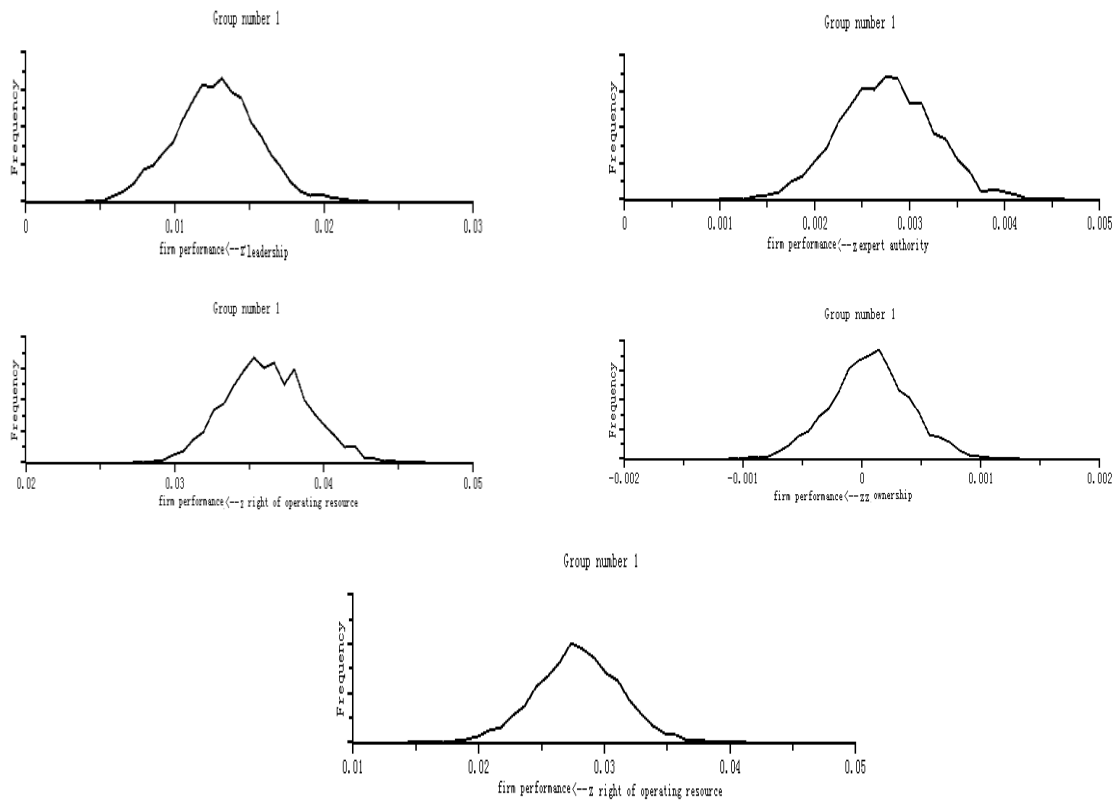 Group number 1
Frequency
0 0.01 0.02 0.03
firm performance<--z'leadership
Group number 1
Frequency
0 0.001 0.002 0.003 0.004 0.005
firm performance<--z expert authority
Group number 1
Frequency
0.02 0.03 0.04 0.05
firm performance<--z right of operating resource
Group number 1
Frequency
-0.002 -0.001 0 0.001 0.002
firm performance<--zz ownership
Group number 1
Frequency
0.01 0.02 0.03 0.04 0.05
firm performance<--z right of operating resource